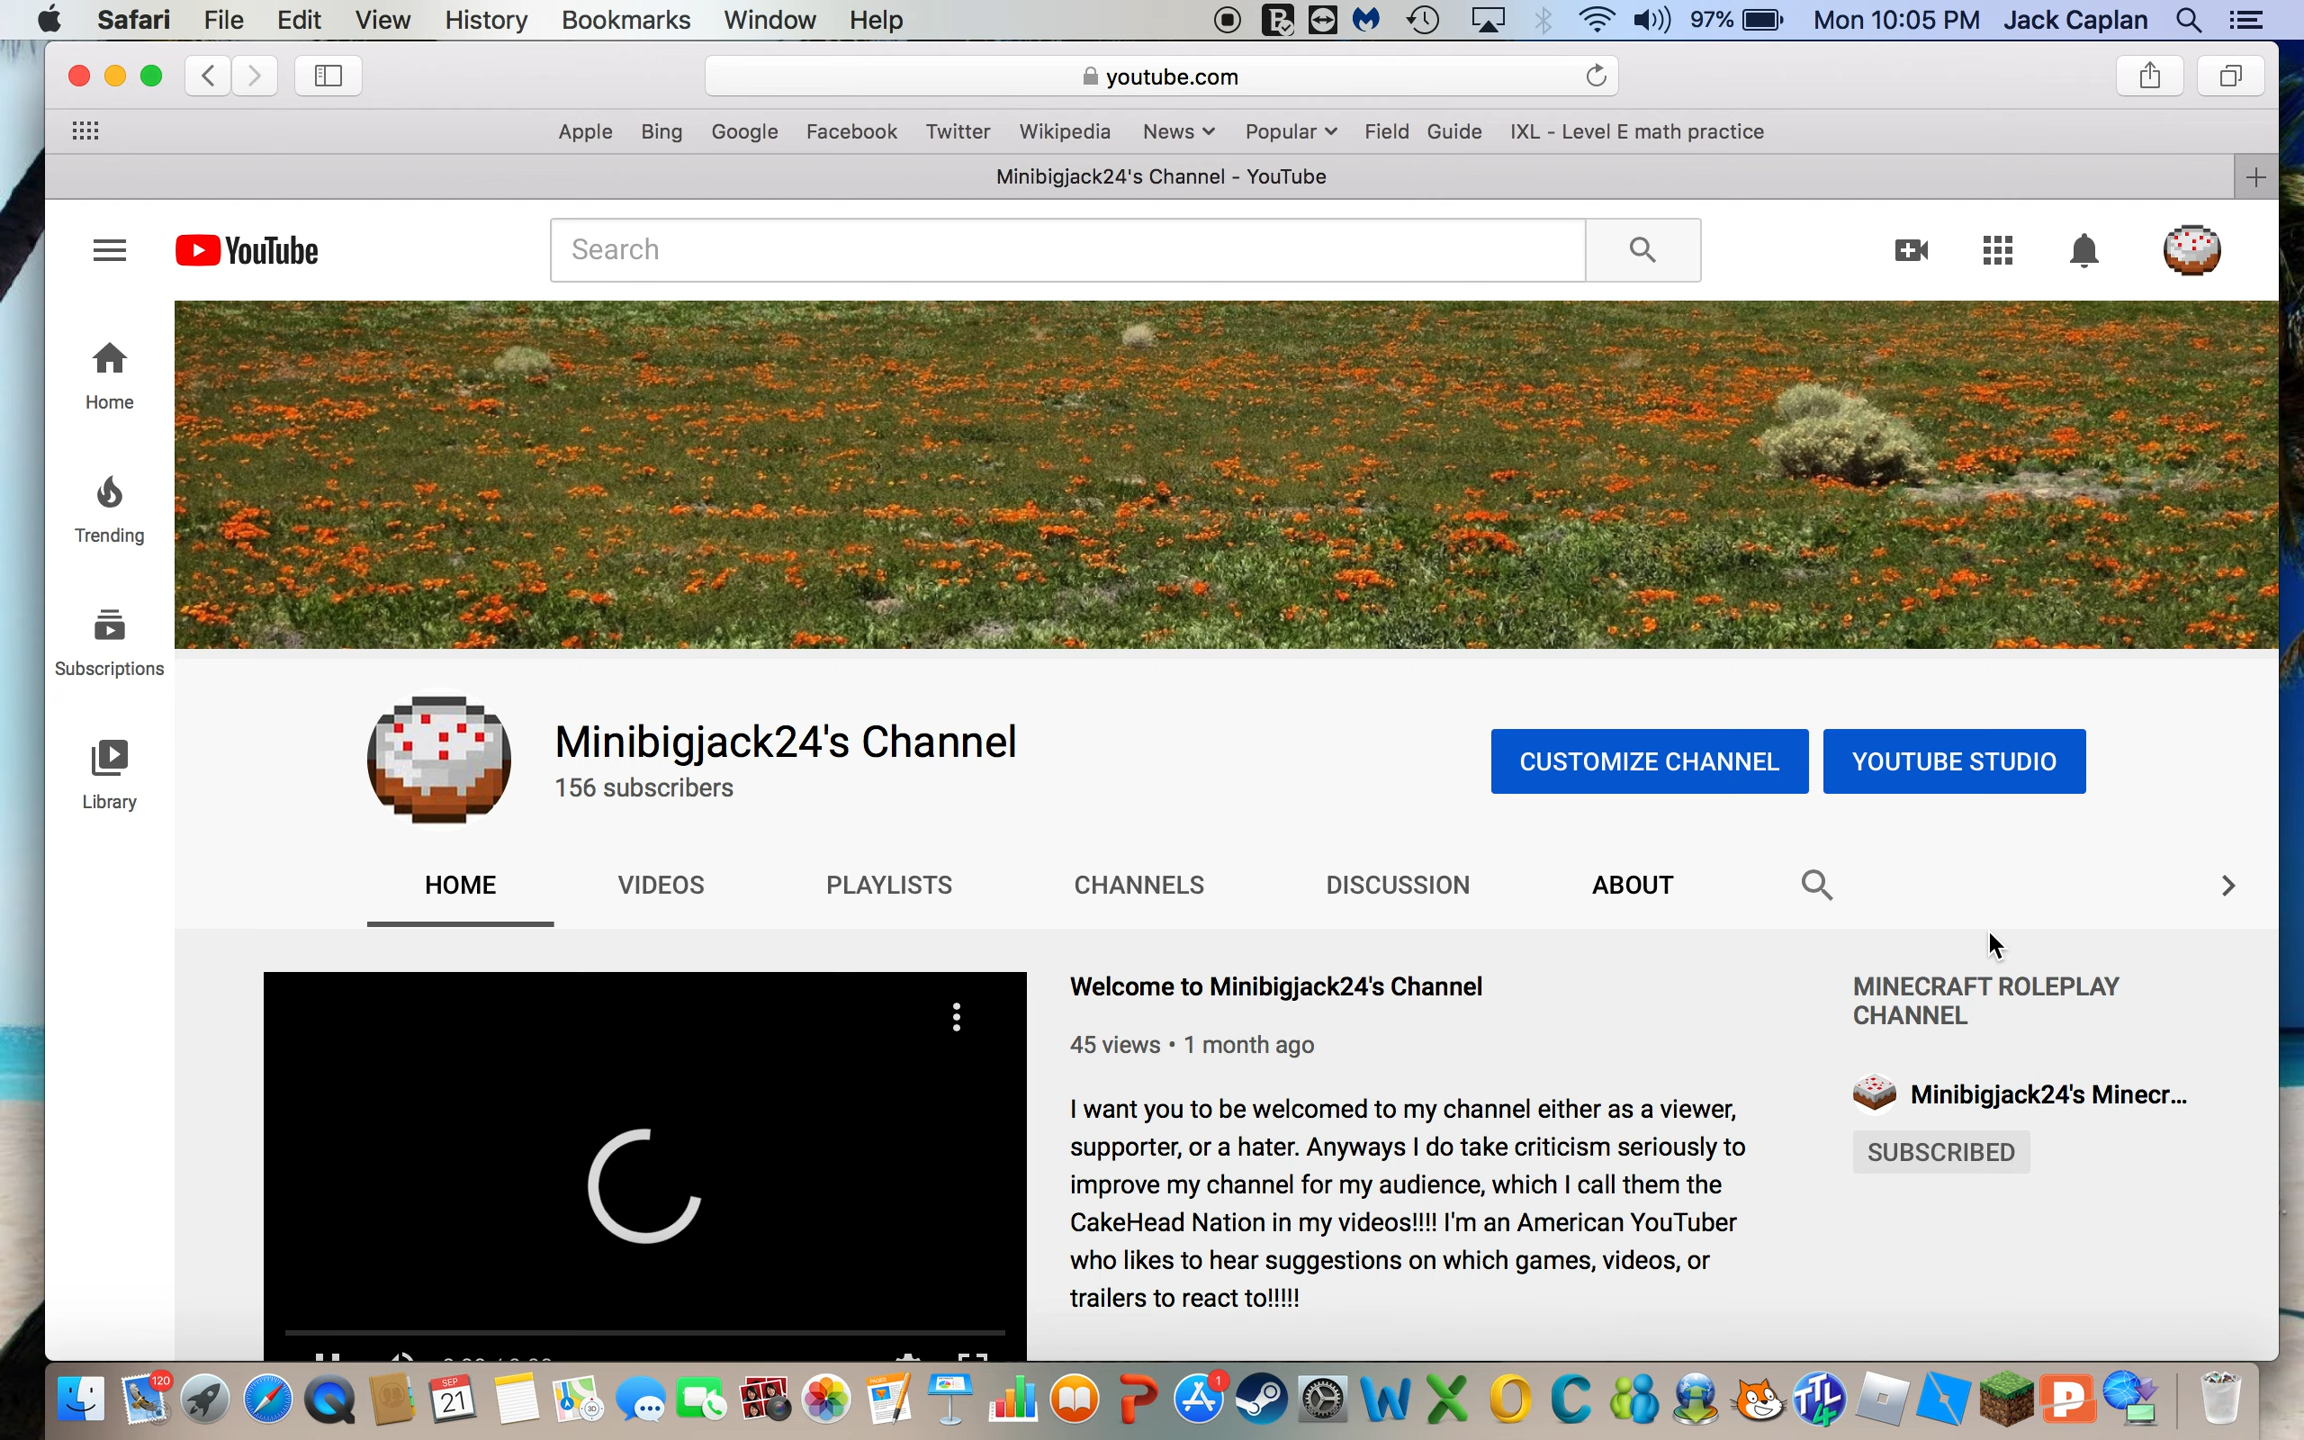 Safari File Edit View History Bookmarks Window Help 97% Mon 10:05 PM Jack Caplan
youtube.com
Apple Bing Google Facebook Twitter Wikipedia News Popular Field Guide IXL - Level E math practice
Minibigjack24's Channel - YouTube
YouTube
Search
Home
Trending
Subscriptions
Library
Minibigjack24's Channel
156 subscribers
CUSTOMIZE CHANNEL YOUTUBE STUDIO
HOME VIDEOS PLAYLISTS CHANNELS DISCUSSION ABOUT
Welcome to Minibigjack24's Channel
45 views • 1 month ago
I want you to be welcomed to my channel either as a viewer,
supporter, or a hater. Anyways I do take criticism seriously to
improve my channel for my audience, which I call them the
CakeHead Nation in my videos!!!! I'm an American YouTuber
who likes to hear suggestions on which games, videos, or
trailers to react to!!!!!
MINECRAFT ROLEPLAY
CHANNEL
Minibigjack24's Minecr...
SUBSCRIBED
120
SEP
21
3D
1
TTL
4